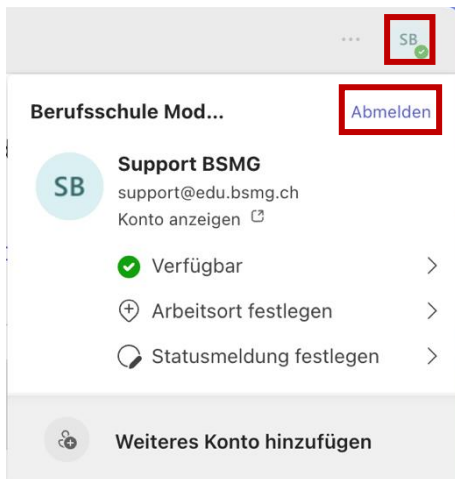 ... SB
Berufsschule Mod... Abmelden
Support BSMG
SB
support@edu.bsmg.ch
Konto anzeigen
Verfügbar
Arbeitsort festlegen
Statusmeldung festlegen
Weiteres Konto hinzufügen